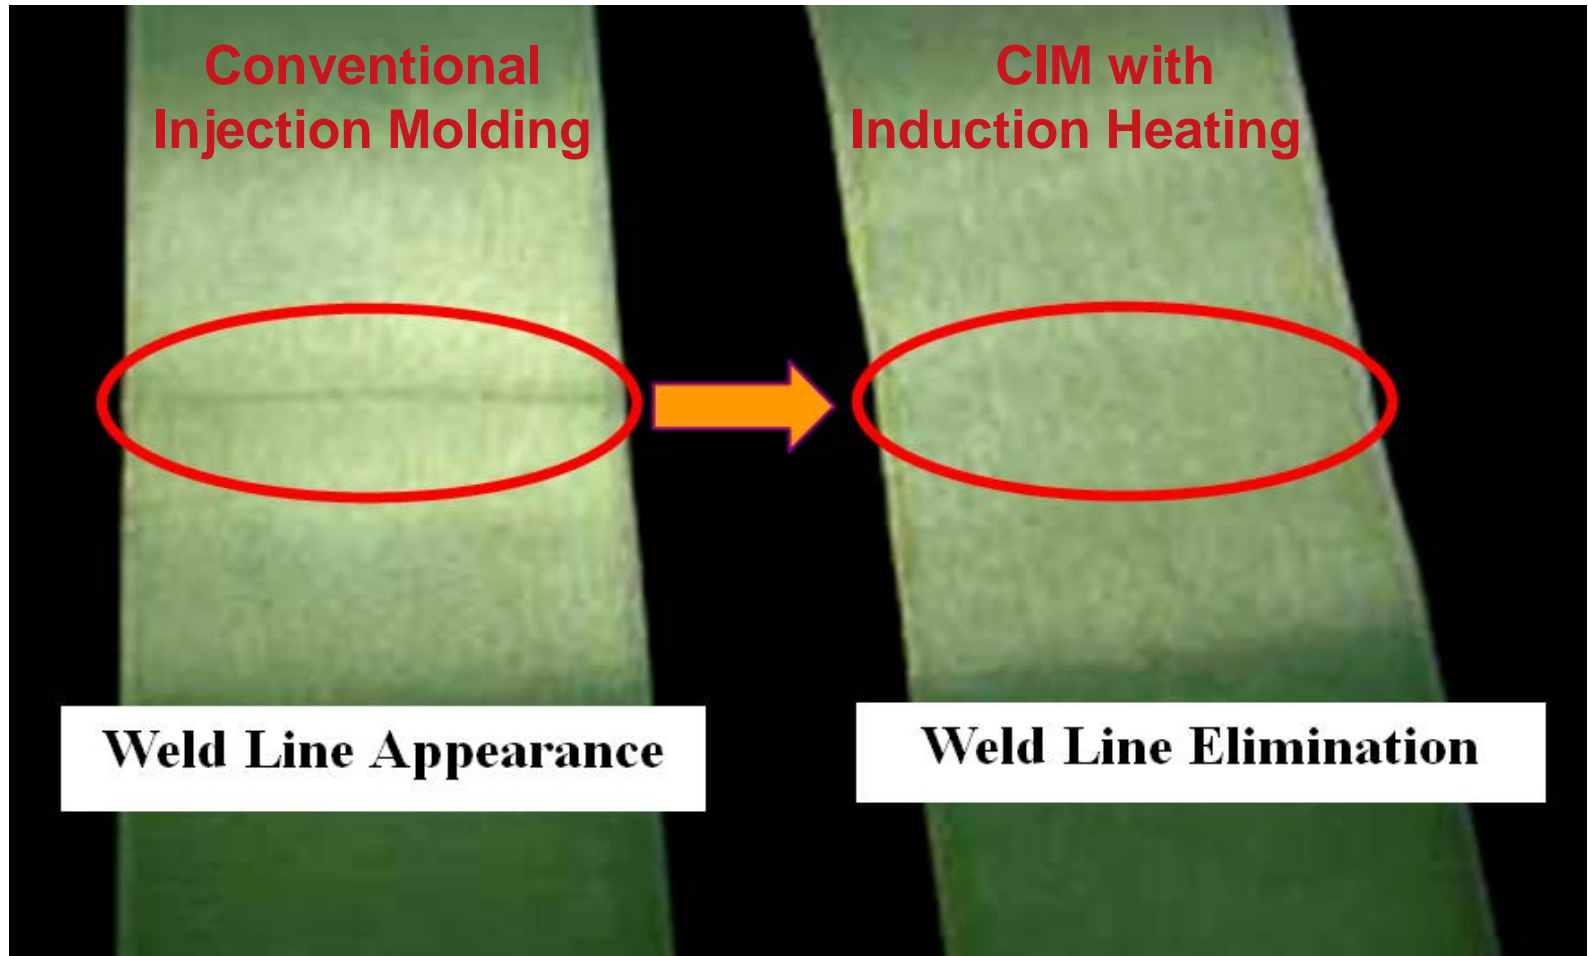 Conventional
Injection Molding
CIM with
Induction Heating
Weld Line Appearance
Weld Line Elimination